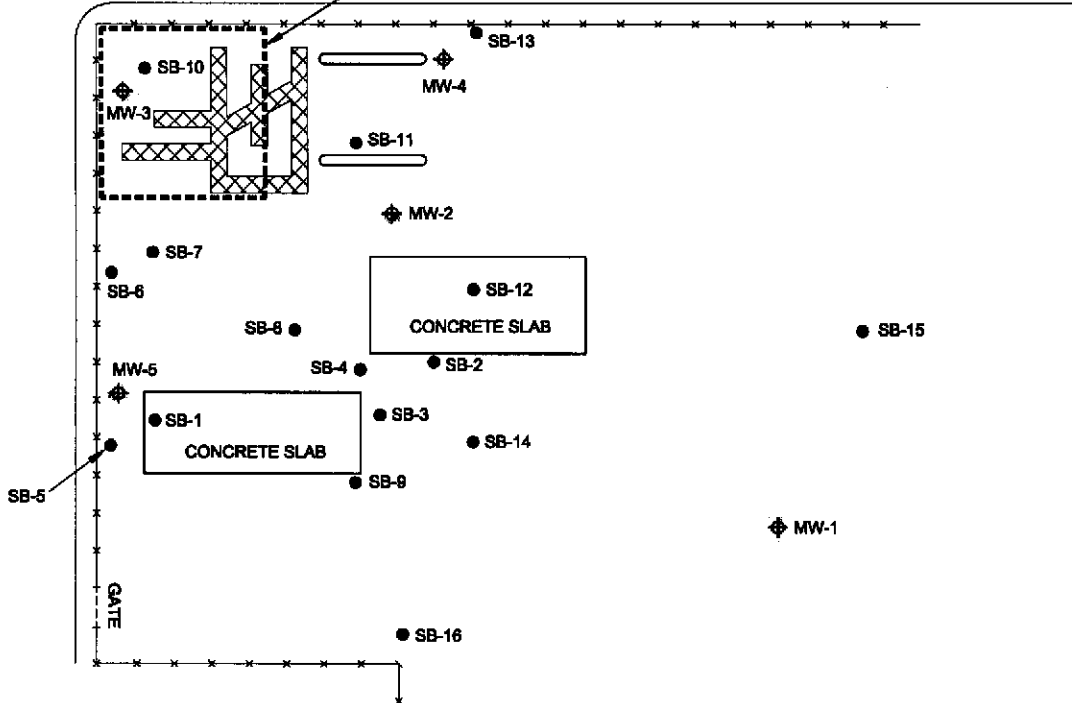 SB-13
SB-10
MW-4
MW-3
SB-11
MW-2
SB-7
SB-6
SB-12
CONCRETE SLAB
SB-8
SB-15
SB-4
SB-2
MW-5
SB-1
SB-3
CONCRETE SLAB
SB-14
SB-9
SB-5
MW-1
GATE
SB-16